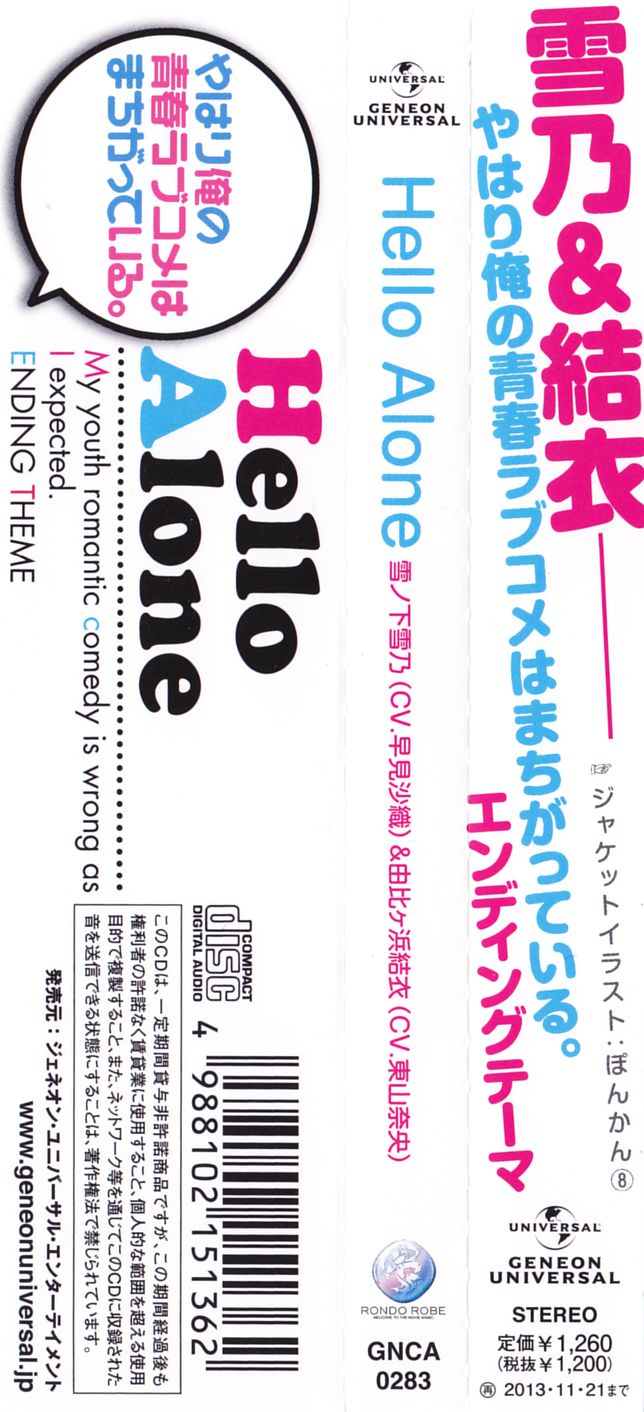 雪乃&結衣
やはり俺の青春ラブコメはまちがっている。
エンディングテーマ
☞ジャケットイラスト:ぽんかん⑧
UNIVERSAL
GENEON
UNIVERSAL
STEREO
定価¥1,260
(税抜¥1,200)
㊢ 2013・11・21まで
UNIVERSAL
GENEON
UNIVERSAL
Hello Alone
雪ノ下雪乃(CV.早見沙織)&由比ヶ浜結衣(CV.東山奈央)
RONDO ROBE
WELCOME TO THE MOVIE MAGIC
GNCA
0283
やはり俺の
青春ラブコメは
まちがっている。
Hello
Alone
My youth romantic comedy is wrong as
I expected.
ENDING THEME
COMPACT
disc
DIGITAL AUDIO
4 988102 151362
このCDは、一定期間貸与非許諾商品ですが、この期間経過後も
権利者の許諾なく賃貸業に使用すること、個人的な範囲を超える使用
目的で複製すること、また、ネットワーク等を通じてこのCDに収録された
音を送信できる状態にすることは、著作権法で禁じられています。
発売元:ジェネオン・ユニバーサル・エンターテイメント
www.geneonuniversal.jp